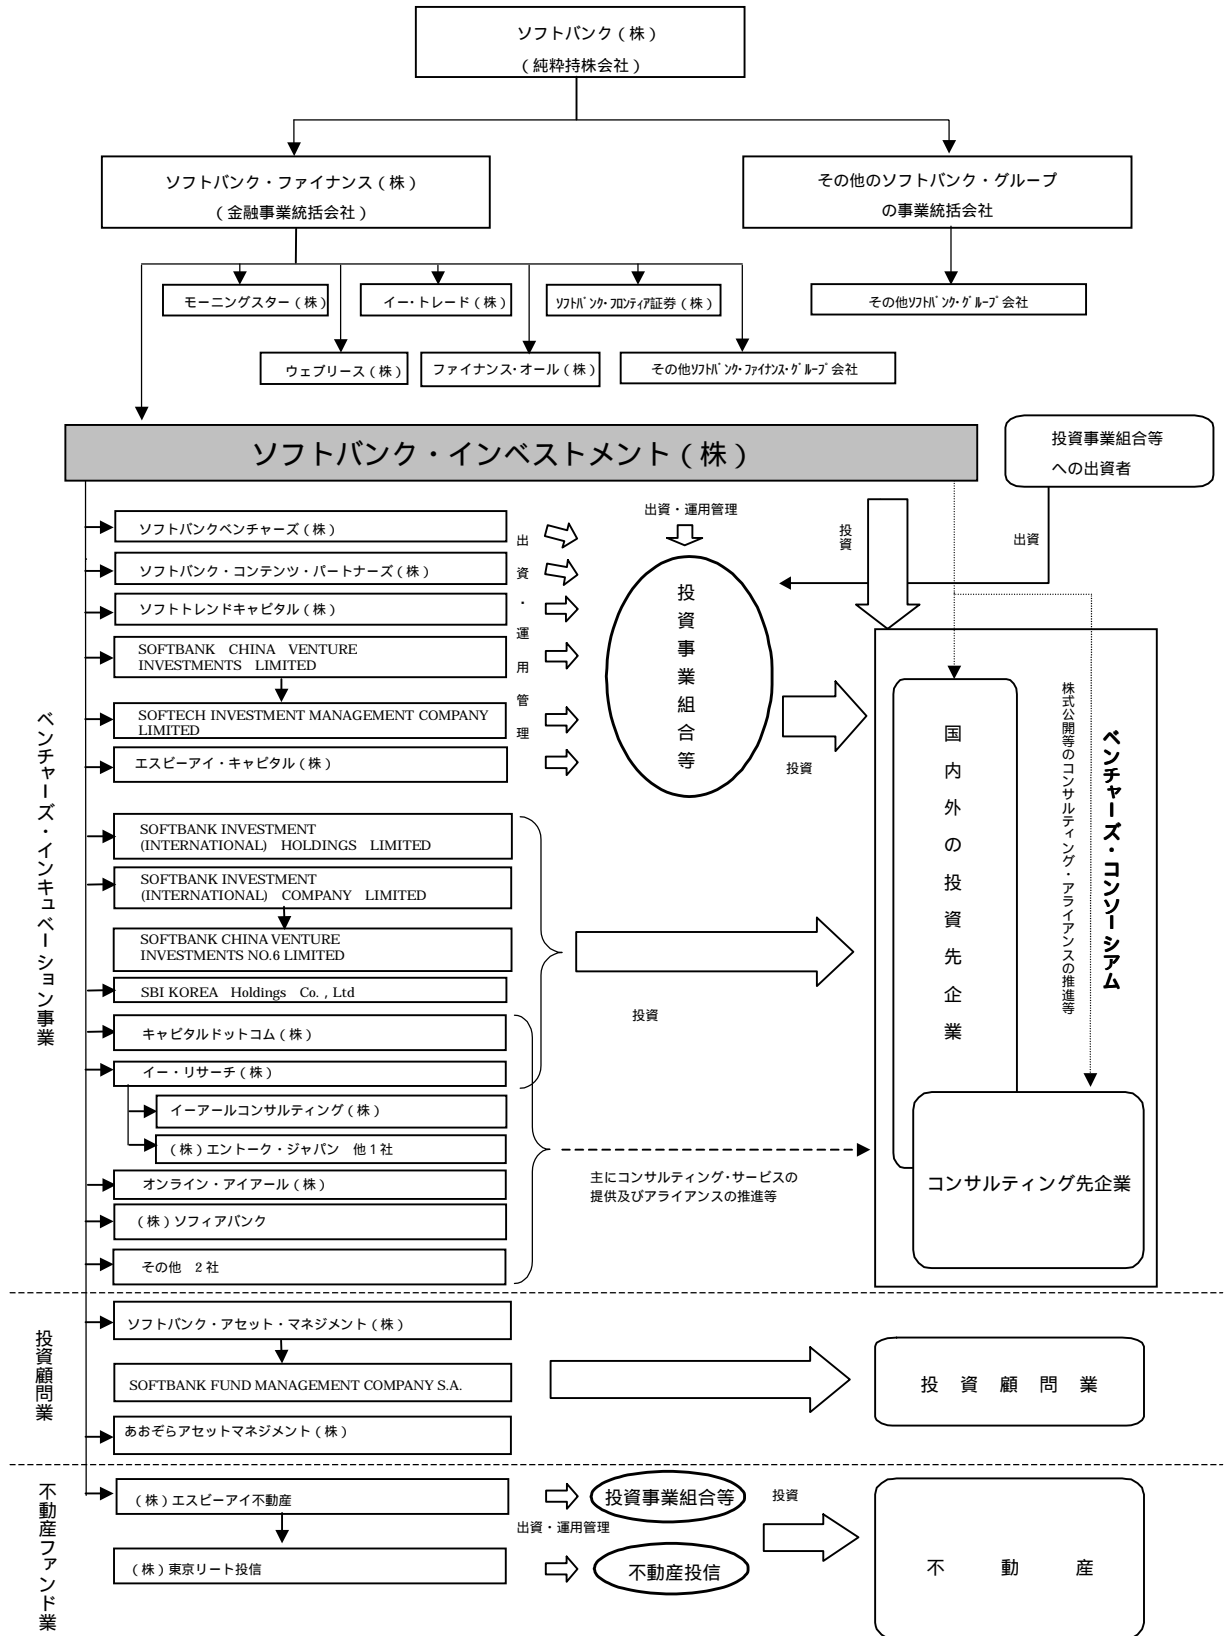 ソフトバンク（株）
（純粋持株会社）
ソフトバンク・ファイナンス（株）
（金融事業統括会社）
その他のソフトバンク・グループ
の事業統括会社
モーニングスター（株）
イー・トレード（株）
ソフトバンク・フロンティア証券（株）
その他ソフトバンク・グループ会社
ウェブリース（株）
ファイナンス・オール（株）
その他ソフトバンク・ファイナンス・グループ会社
ソフトバンク・インベストメント（株）
投資事業組合等
への出資者
ベンチャーズ・インキュベーション事業
ソフトバンクベンチャーズ（株）
ソフトバンク・コンテンツ・パートナーズ（株）
ソフトトレンドキャピタル（株）
SOFTBANK CHINA VENTURE
INVESTMENTS LIMITED
SOFTECH INVESTMENT MANAGEMENT COMPANY
LIMITED
エスビーアイ・キャピタル（株）
出資・運用管理
出資・運用管理
投資事業組合等
投資
出資
投資
SOFTBANK INVESTMENT
(INTERNATIONAL) HOLDINGS LIMITED
SOFTBANK INVESTMENT
(INTERNATIONAL) COMPANY LIMITED
SOFTBANK CHINA VENTURE
INVESTMENTS NO.6 LIMITED
SBI KOREA Holdings Co. , Ltd
キャピタルドットコム（株）
イー・リサーチ（株）
イーアールコンサルティング（株）
（株）エントーク・ジャパン 他１社
オンライン・アイアール（株）
（株）ソフィアバンク
その他 ２社
投資
主にコンサルティング・サービスの
提供及びアライアンスの推進等
国内外の投資先企業
株式公開等のコンサルティング・アライアンスの推進等
ベンチャーズ・コンソーシアム
コンサルティング先企業
投資顧問業
ソフトバンク・アセット・マネジメント（株）
SOFTBANK FUND MANAGEMENT COMPANY S.A.
あおぞらアセットマネジメント（株）
投資顧問業
不動産ファンド業
（株）エスビーアイ不動産
（株）東京リート投信
出資・運用管理
投資事業組合等
不動産投信
投資
不動産